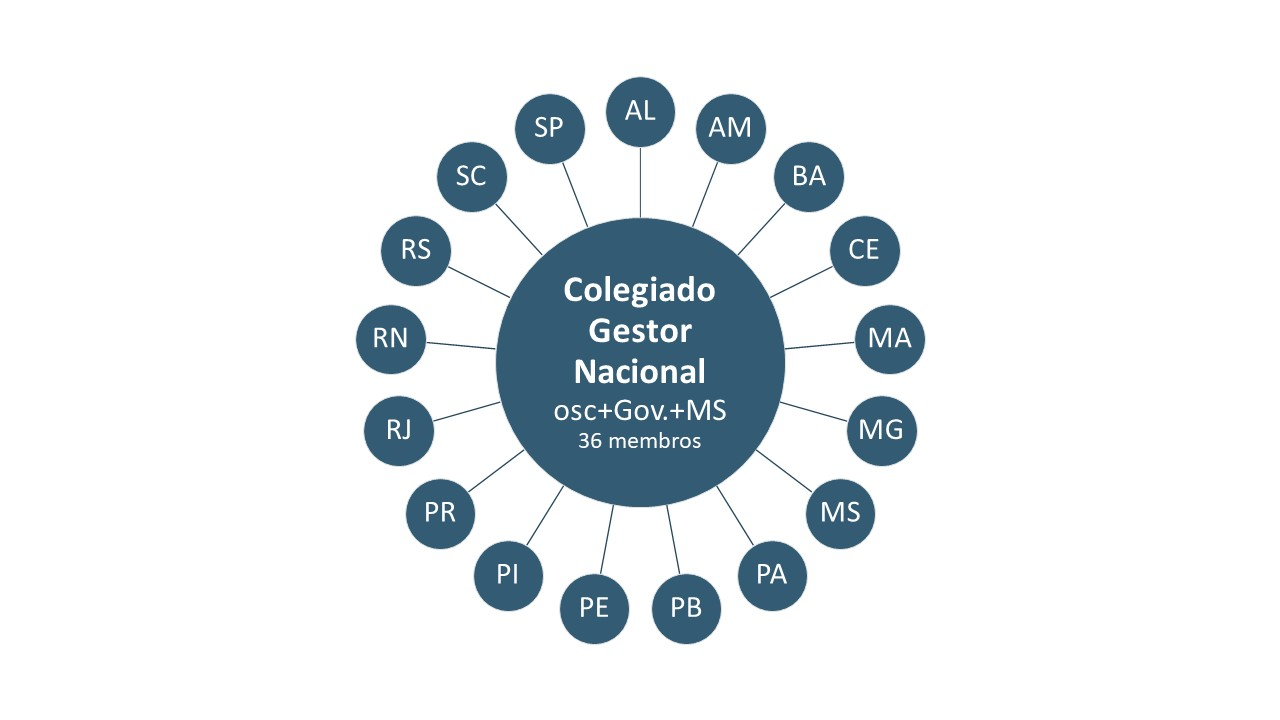 AL
AM
BA
CE
MA
MG
MS
PA
PB
PE
PI
PR
RJ
RN
RS
SC
SP
Colegiado
Gestor
Nacional
osc+Gov.+MS
36 membros